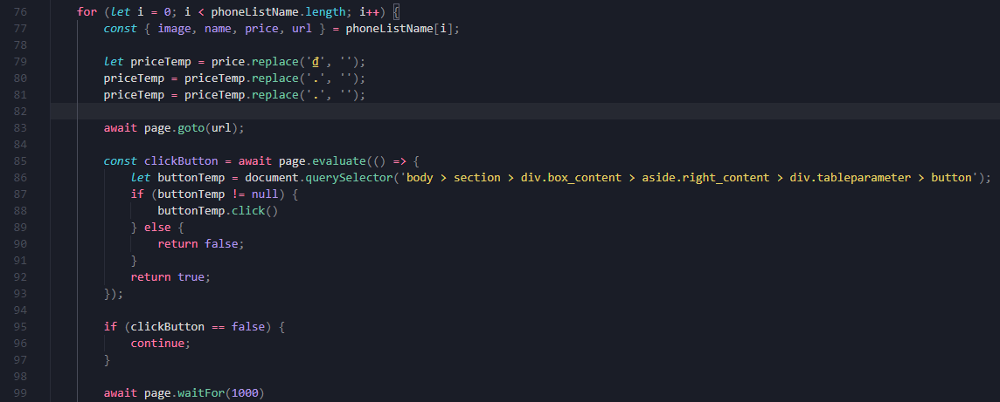 76 for (let i = 0; i < phoneListName.length; i++) {
77 const { image, name, price, url } = phoneListName[i];
78
79 let priceTemp = price.replace('₫', '');
80 priceTemp = priceTemp.replace('.', '');
81 priceTemp = priceTemp.replace('.', '');
82
83 await page.goto(url);
84
85 const clickButton = await page.evaluate(() => {
86 let buttonTemp = document.querySelector('body > section > div.box_content > aside.right_content > div.tableparameter > button');
87 if (buttonTemp != null) {
88 buttonTemp.click()
89 } else {
90 return false;
91 }
92 return true;
93 });
94
95 if (clickButton == false) {
96 continue;
97 }
98
99 await page.waitFor(1000)